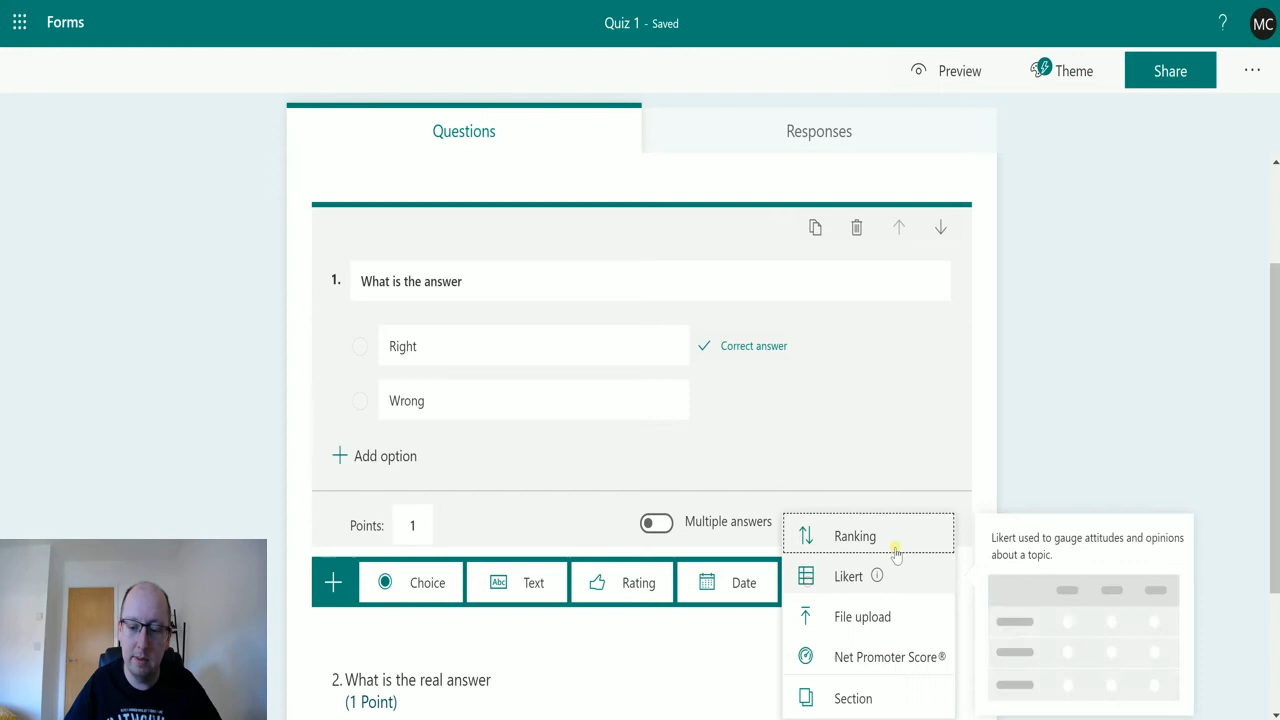 Forms
Quiz 1 - Saved
?
MC
Preview
Theme
Share
...
Questions
Responses
1.
What is the answer
Right
Correct answer
Wrong
Add option
Points:
1
Multiple answers
Ranking
Likert
File upload
Net Promoter Score®
Section
Likert used to gauge attitudes and opinions
about a topic.
+
Choice
Abc Text
Rating
Date
2. What is the real answer
(1 Point)